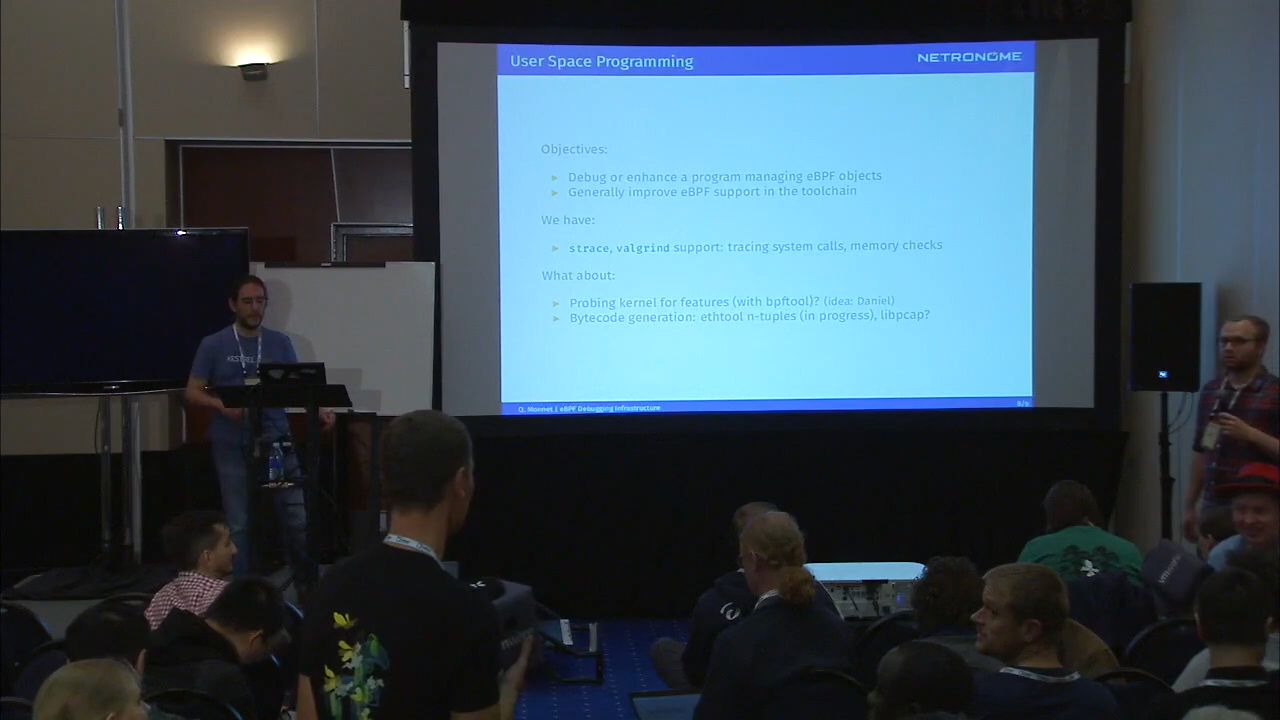 User Space Programming
NETRONOME
Objectives:
Debug or enhance a program managing eBPF objects
Generally improve eBPF support in the toolchain
We have:
strace, valgrind support: tracing system calls, memory checks
What about:
Probing kernel for features (with bpftool)? (idea: Daniel)
Bytecode generation: ethtool n-tuples (in progress), libpcap?
Q. Monnet | eBPF Debugging Infrastructure